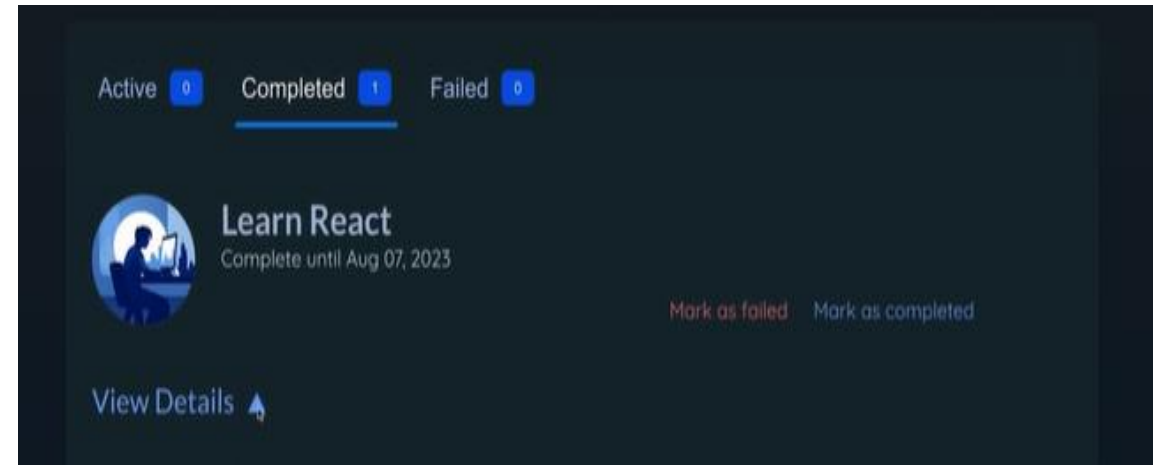 Active 0 Completed 1 Failed 0
Learn React
Complete until Aug 07, 2023
Mark as failed Mark as completed
View Details